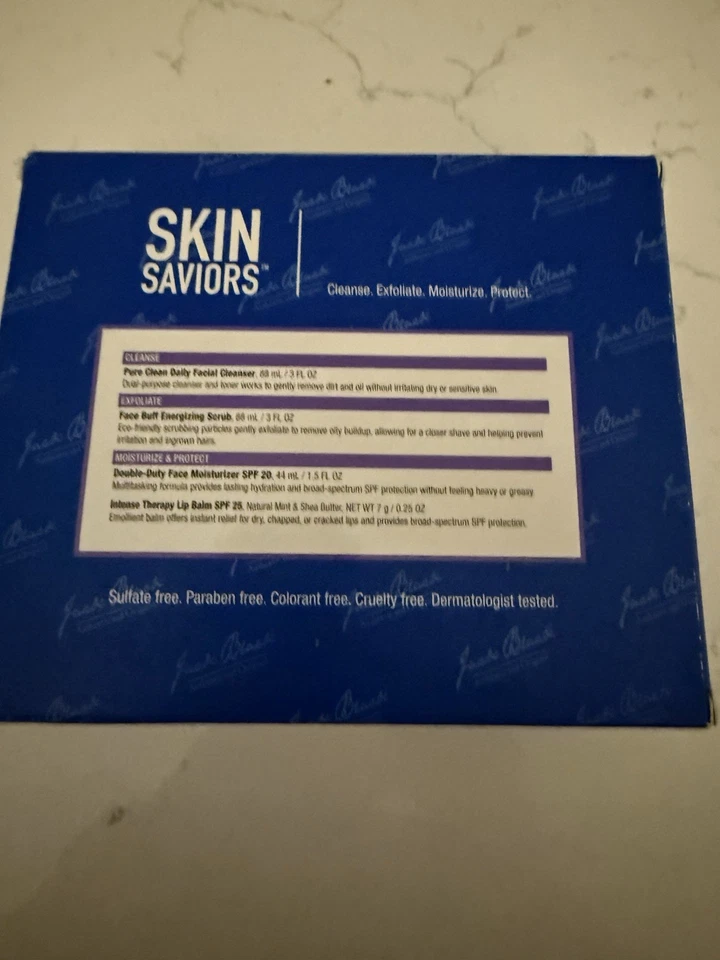 SKIN
SAVIORS™
Cleanse. Exfoliate. Moisturize. Protect.
CLEANSE
Pure Clean Daily Facial Cleanser, 88 mL / 3 FL OZ
Dual-purpose cleanser and toner works to gently remove dirt and oil without irritating dry or sensitive skin.
EXFOLIATE
Face Buff Energizing Scrub, 88 mL / 3 FL OZ
Eco-friendly scrubbing particles gently exfoliate to remove oily buildup, allowing for a closer shave and helping prevent
irritation and ingrown hairs.
MOISTURIZE & PROTECT
Double-Duty Face Moisturizer SPF 20, 44 mL / 1.5 FL OZ
Multitasking formula provides lasting hydration and broad-spectrum SPF protection without feeling heavy or greasy.
Intense Therapy Lip Balm SPF 25, Natural Mint & Shea Butter, NET WT 7 g / 0.25 OZ
Emollient balm offers instant relief for dry, chapped, or cracked lips and provides broad-spectrum SPF protection.
Sulfate free. Paraben free. Colorant free. Cruelty free. Dermatologist tested.
Jack Black